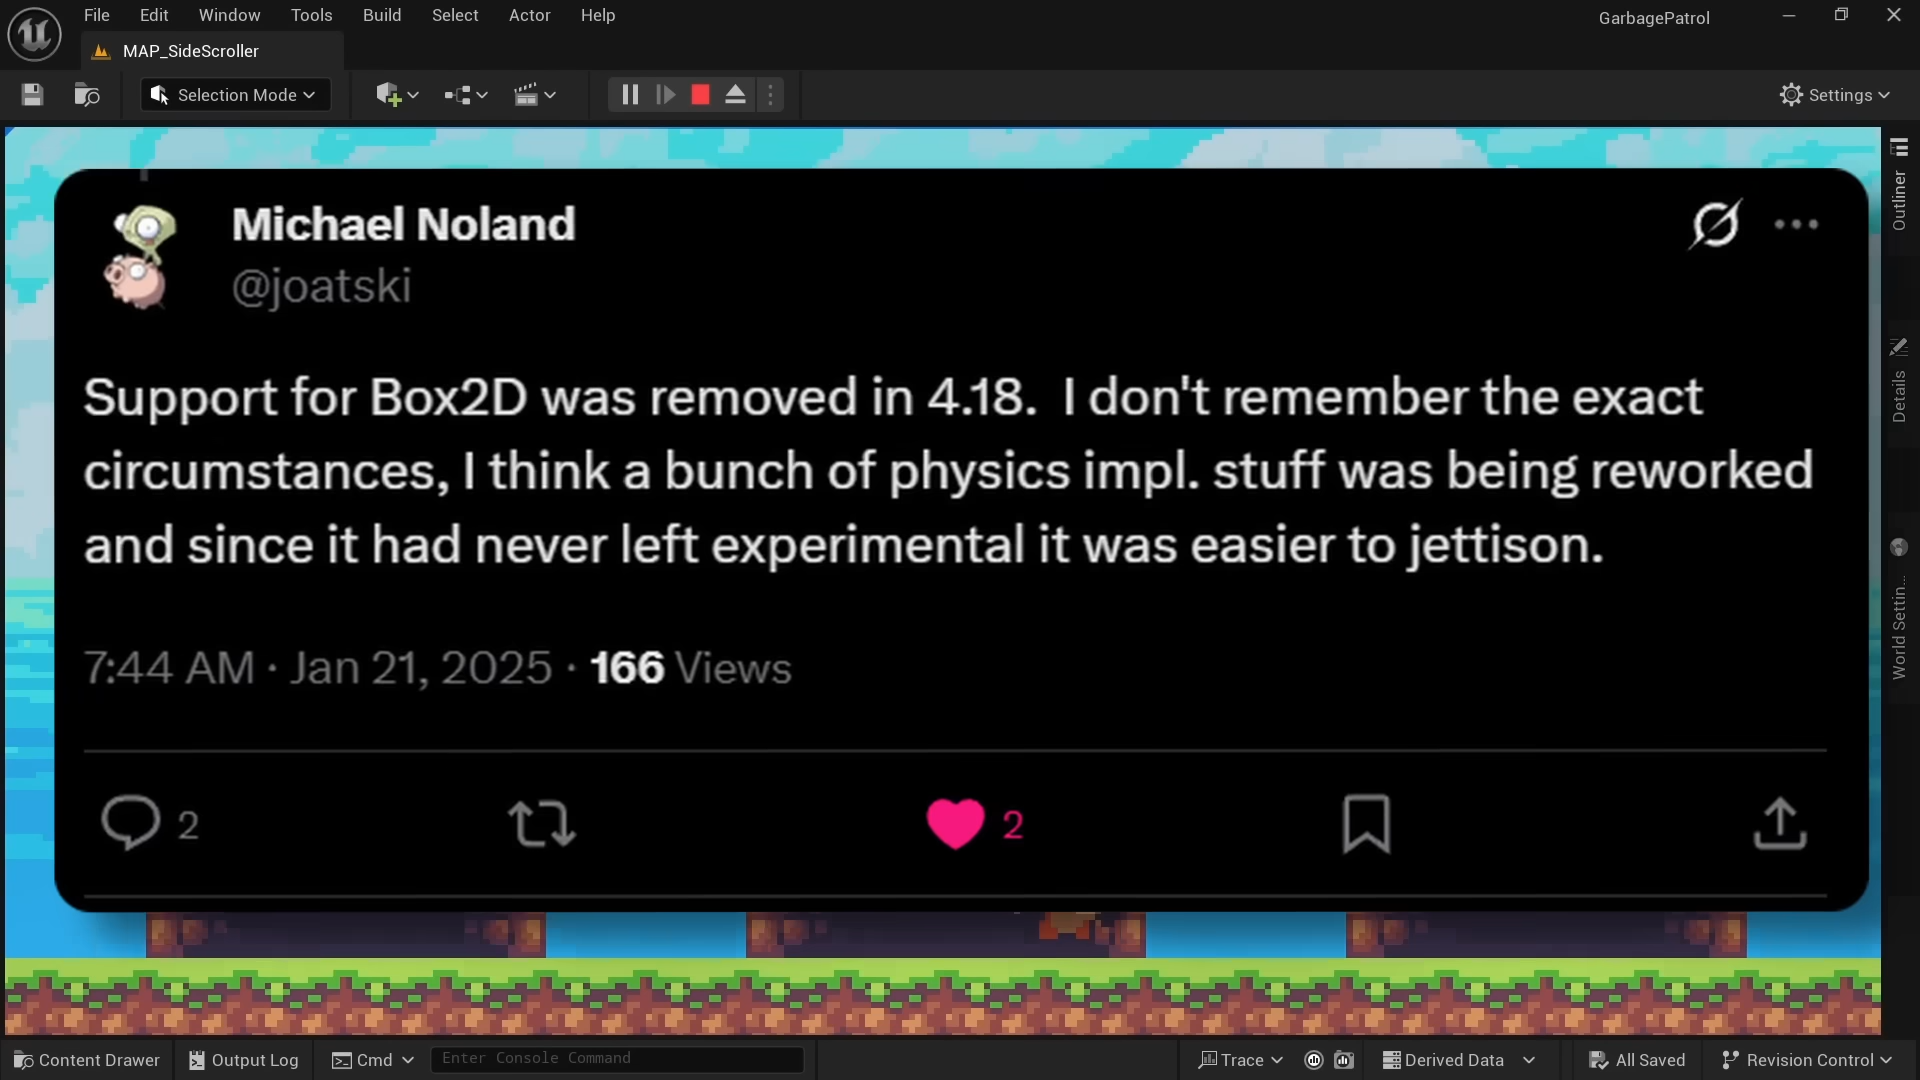 File Edit Window Tools Build Select Actor Help
GarbagePatrol
MAP_SideScroller
Selection Mode
Settings
Outliner
Details
World Settin...
Michael Noland
@joatski
Support for Box2D was removed in 4.18.  I don't remember the exact
circumstances, I think a bunch of physics impl. stuff was being reworked
and since it had never left experimental it was easier to jettison.
7:44 AM · Jan 21, 2025 · 166 Views
2 2
Content Drawer Output Log Cmd Enter Console Command Trace Derived Data All Saved Revision Control